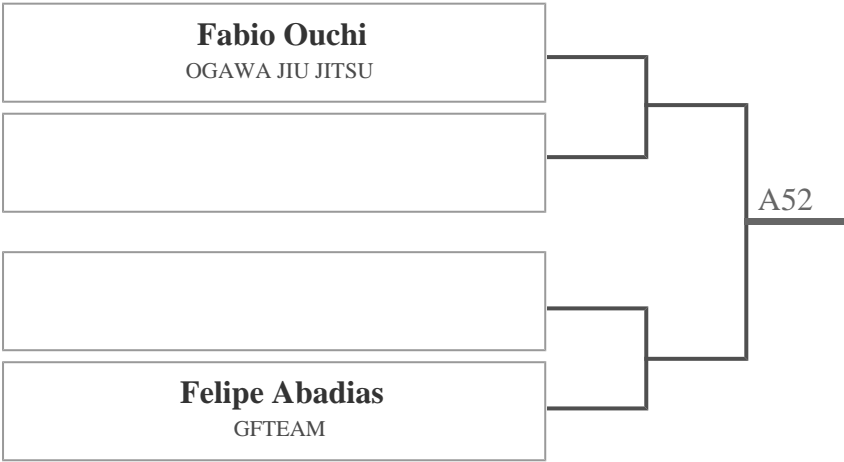 Fabio Ouchi
OGAWA JIU JITSU
A52
Felipe Abadias
GFTEAM